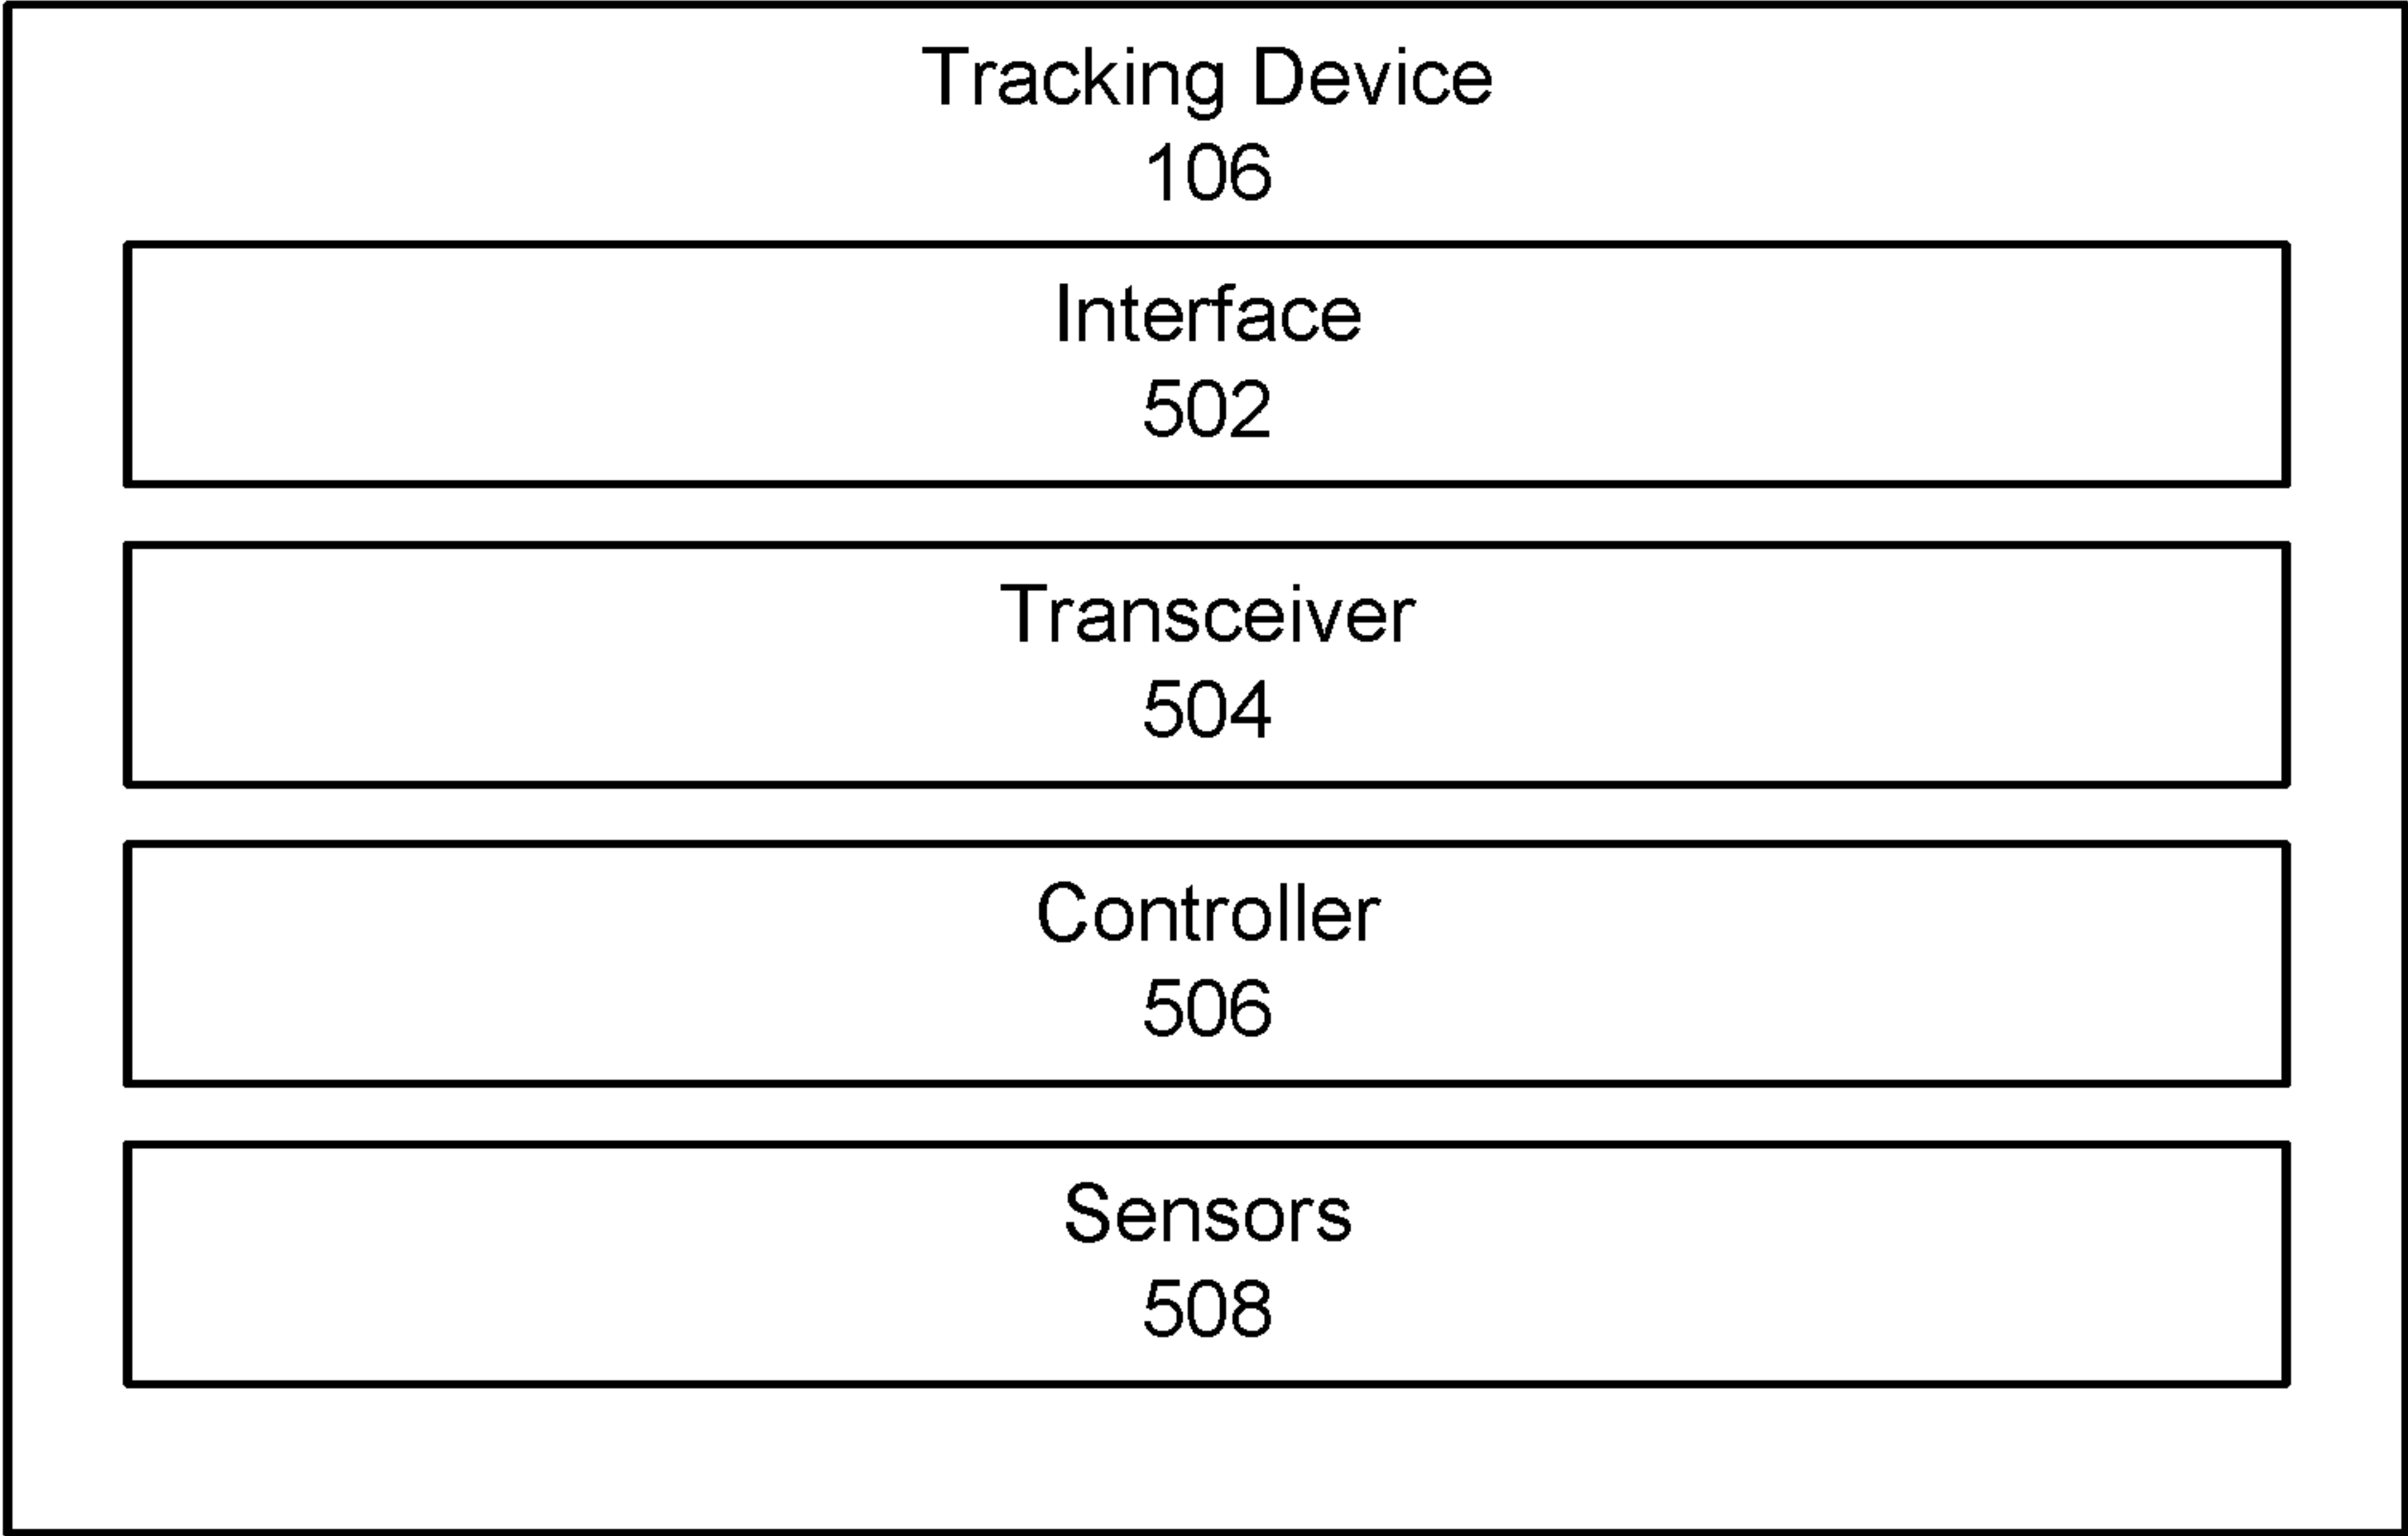 Tracking Device
106
Interface
502
Transceiver
504
Controller
506
Sensors
508